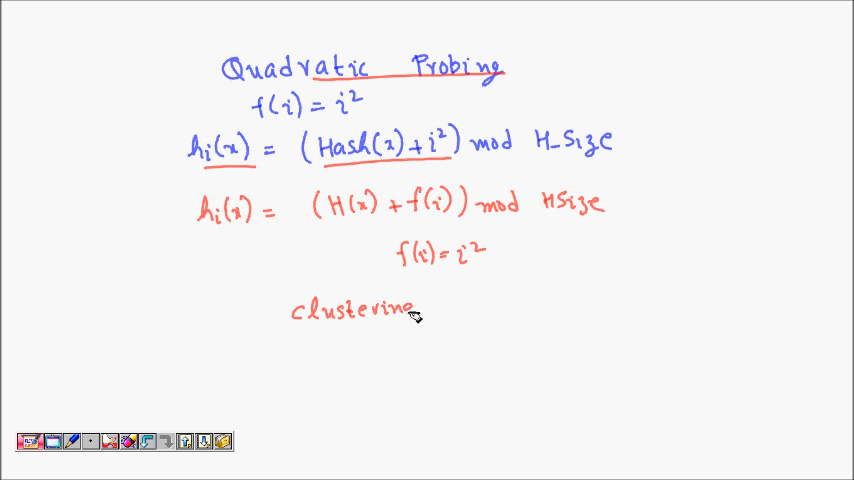 Quadratic Probing
f(i) = i²
hi(x) = (Hash(x) + i²) mod H_Size
hi(x) = (H(x) + f(i)) mod HSize
f(i) = i²
clustering